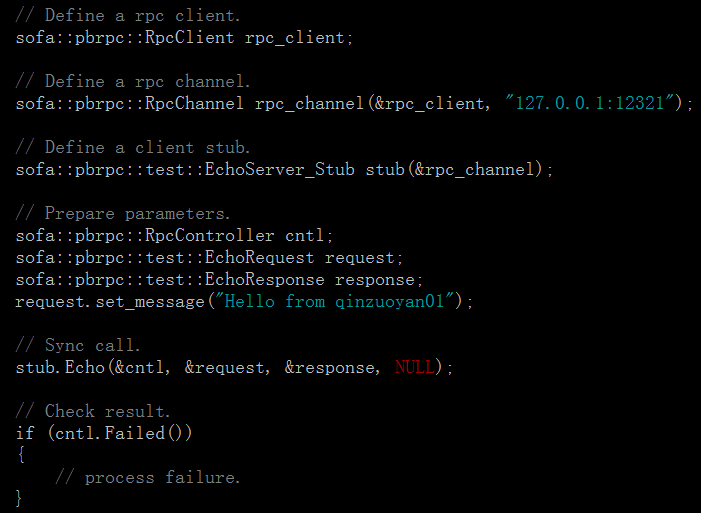 // Define a rpc client.
sofa::pbrpc::RpcClient rpc_client;
// Define a rpc channel.
sofa::pbrpc::RpcChannel rpc_channel(&rpc_client, "127.0.0.1:12321");
// Define a client stub.
sofa::pbrpc::test::EchoServer_Stub stub(&rpc_channel);
// Prepare parameters.
sofa::pbrpc::RpcController cntl;
sofa::pbrpc::test::EchoRequest request;
sofa::pbrpc::test::EchoResponse response;
request.set_message("Hello from qinzuoyan01");
// Sync call.
stub.Echo(&cntl, &request, &response, NULL);
// Check result.
if (cntl.Failed())
{
    // process failure.
}